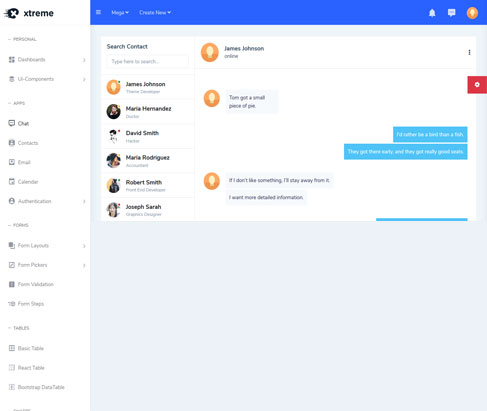 xtreme
Mega
Create New
PERSONAL
Dashboards
Ui-Components
APPS
Chat
Contacts
Email
Calendar
Authentication
FORMS
Form Layouts
Form Pickers
Form Validation
Form Steps
TABLES
Basic Table
React Table
Bootstrap DataTable
Search Contact
Type here to search...
James Johnson
Theme Developer
Maria Hernandez
Doctor
David Smith
Hacker
Maria Rodriguez
Accountant
Robert Smith
Front End Developer
Joseph Sarah
Graphics Designer
James Johnson
online
Tom got a small
piece of pie.
I'd rather be a bird than a fish.
They got there early, and they got really good seats.
If I don't like something, I'll stay away from it.
I want more detailed information.